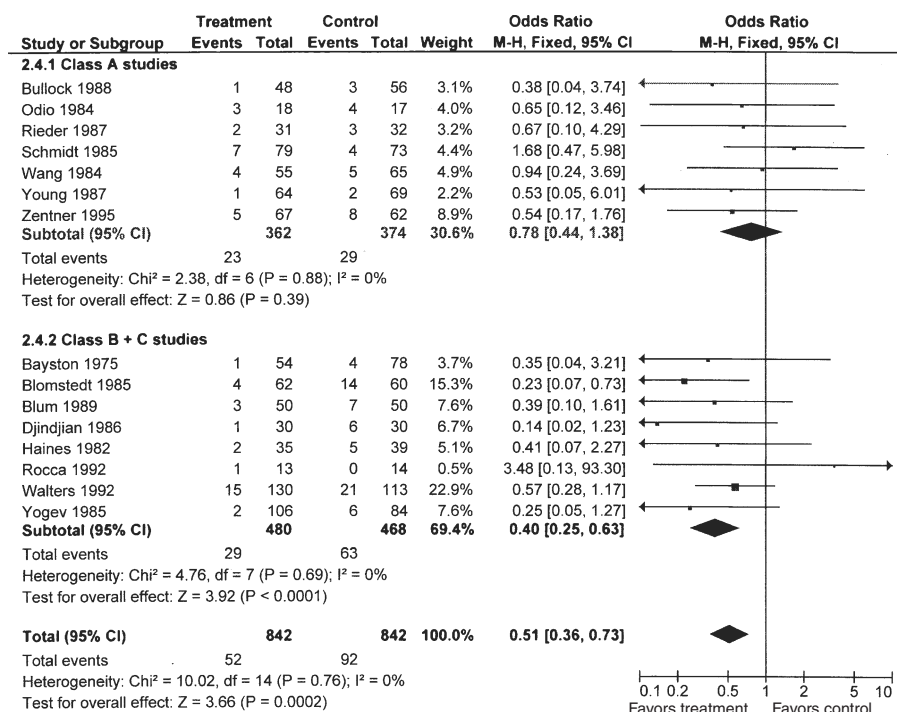 Treatment Control Odds Ratio Odds Ratio
Study or Subgroup Events Total Events Total Weight M-H, Fixed, 95% CI M-H, Fixed, 95% CI
2.4.1 Class A studies
Bullock 1988 1 48 3 56 3.1% 0.38 [0.04, 3.74]
Odio 1984 3 18 4 17 4.0% 0.65 [0.12, 3.46]
Rieder 1987 2 31 3 32 3.2% 0.67 [0.10, 4.29]
Schmidt 1985 7 79 4 73 4.4% 1.68 [0.47, 5.98]
Wang 1984 4 55 5 65 4.9% 0.94 [0.24, 3.69]
Young 1987 1 64 2 69 2.2% 0.53 [0.05, 6.01]
Zentner 1995 5 67 8 62 8.9% 0.54 [0.17, 1.76]
Subtotal (95% CI) 362 374 30.6% 0.78 [0.44, 1.38]
Total events 23 29
Heterogeneity: Chi² = 2.38, df = 6 (P = 0.88); I² = 0%
Test for overall effect: Z = 0.86 (P = 0.39)
2.4.2 Class B + C studies
Bayston 1975 1 54 4 78 3.7% 0.35 [0.04, 3.21]
Blomstedt 1985 4 62 14 60 15.3% 0.23 [0.07, 0.73]
Blum 1989 3 50 7 50 7.6% 0.39 [0.10, 1.61]
Djindjian 1986 1 30 6 30 6.7% 0.14 [0.02, 1.23]
Haines 1982 2 35 5 39 5.1% 0.41 [0.07, 2.27]
Rocca 1992 1 13 0 14 0.5% 3.48 [0.13, 93.30]
Walters 1992 15 130 21 113 22.9% 0.57 [0.28, 1.17]
Yogev 1985 2 106 6 84 7.6% 0.25 [0.05, 1.27]
Subtotal (95% CI) 480 468 69.4% 0.40 [0.25, 0.63]
Total events 29 63
Heterogeneity: Chi² = 4.76, df = 7 (P = 0.69); I² = 0%
Test for overall effect: Z = 3.92 (P < 0.0001)
Total (95% CI) 842 842 100.0% 0.51 [0.36, 0.73]
Total events 52 92
Heterogeneity: Chi² = 10.02, df = 14 (P = 0.76); I² = 0%
Test for overall effect: Z = 3.66 (P = 0.0002)
0.1 0.2 0.5 1 2 5 10
Favors treatment Favors control